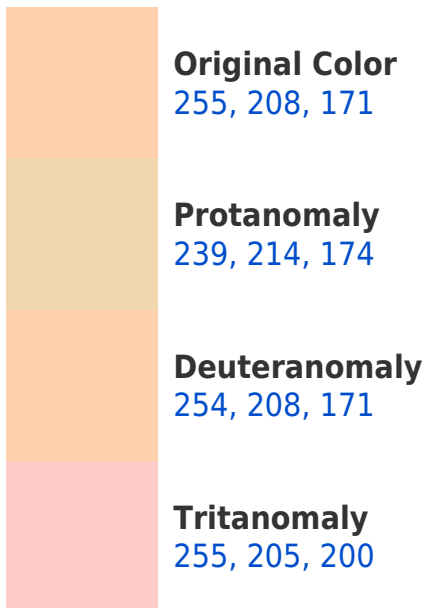 Original Color
255, 208, 171
Protanomaly
239, 214, 174
Deuteranomaly
254, 208, 171
Tritanomaly
255, 205, 200